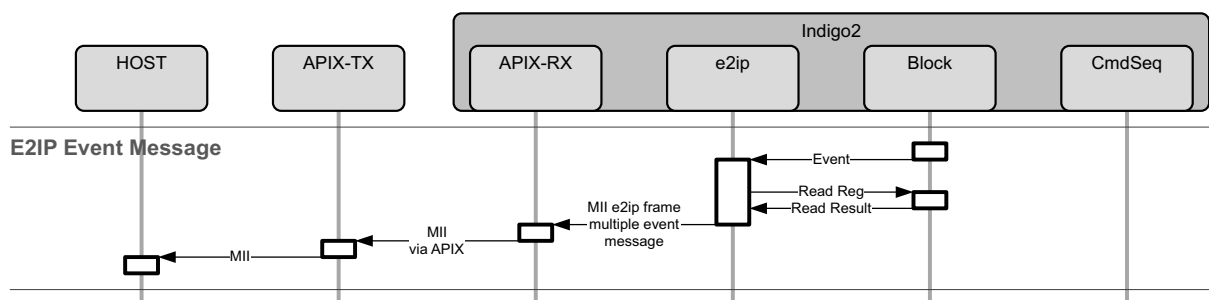 Indigo2
HOST
APIX-TX
APIX-RX
e2ip
Block
CmdSeq
E2IP Event Message
Event
Read Reg
Read Result
MII e2ip frame
multiple event
message
MII
via APIX
MII